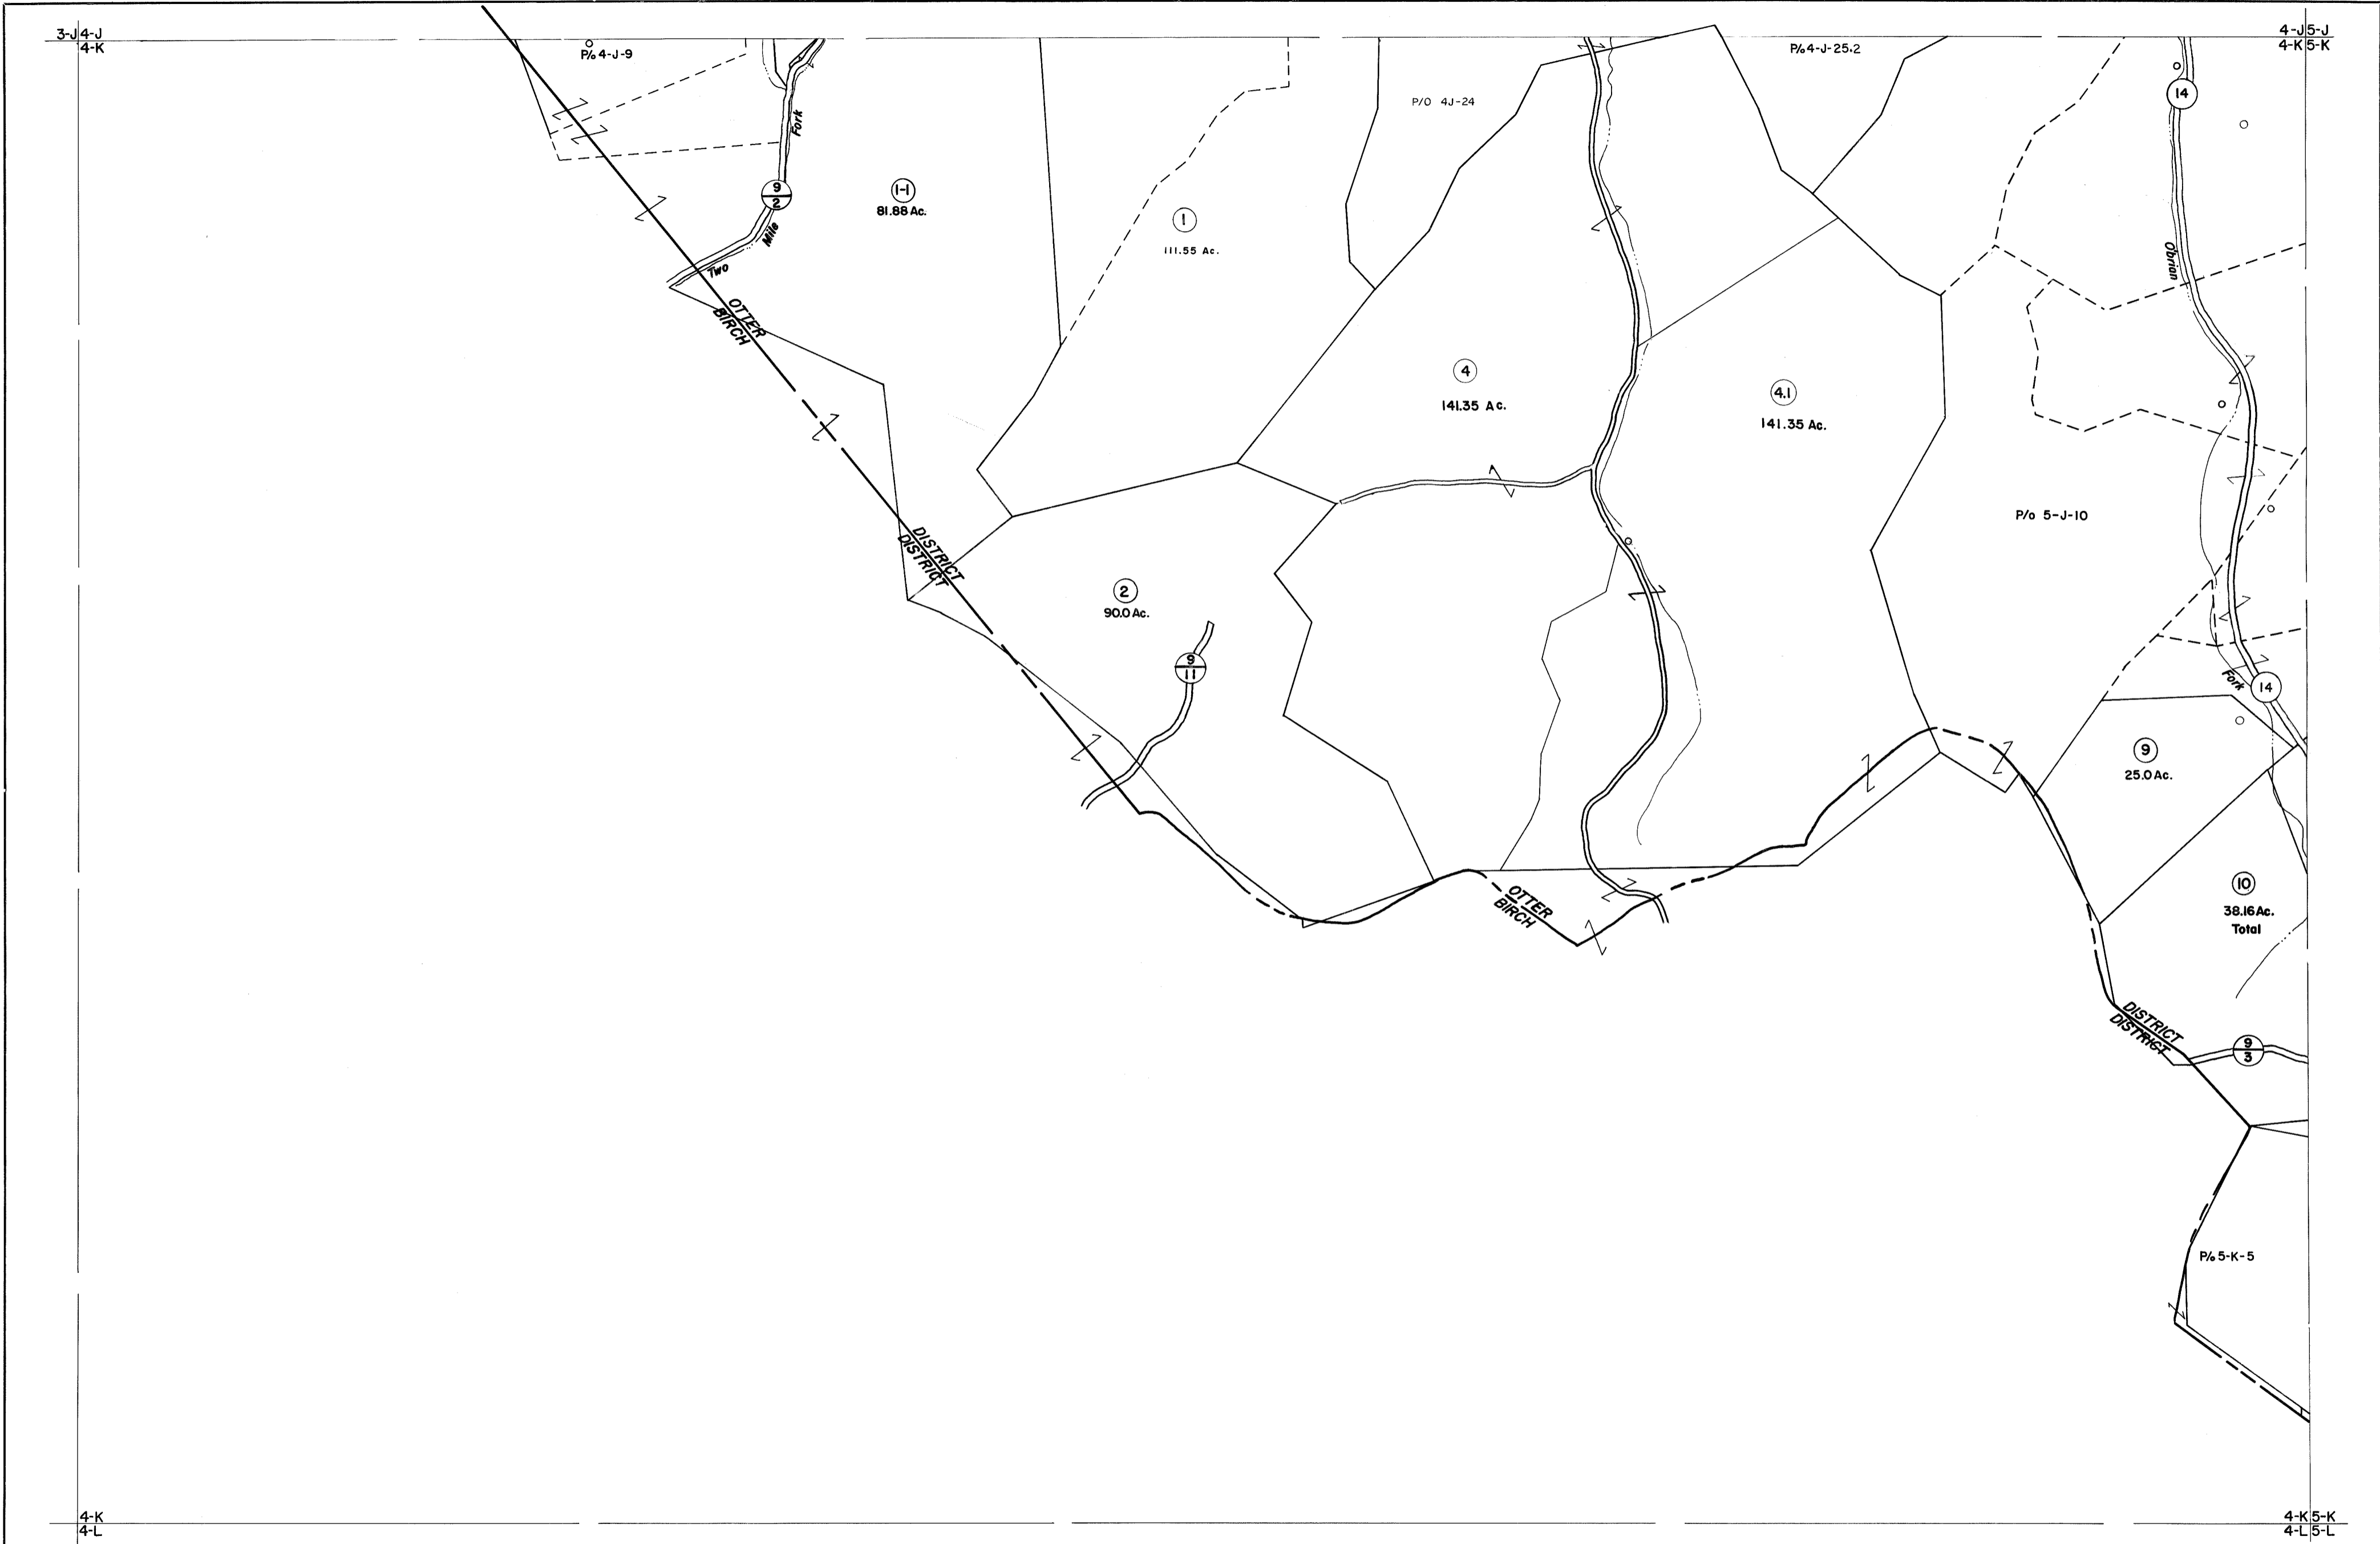 3-J 4-J
4-K
4-J 5-J
4-K 5-K
P/o 4-J-9
P/o 4-J-25.2
14
P/O 4J-24
Fork
9
2
1-1
81.88 Ac.
1
111.55 Ac.
Mile
Two
O'brian
OTTER
BIRCH
4
141.35 Ac.
4.1
141.35 Ac.
P/o 5-J-10
DISTRICT
DISTRICT
2
90.0 Ac.
9
11
Fork
14
9
25.0 Ac.
10
38.16 Ac.
Total
OTTER
BIRCH
DISTRICT
DISTRICT
9
3
P/o 5-K-5
4-K
4-L
4-K 5-K
4-L 5-L